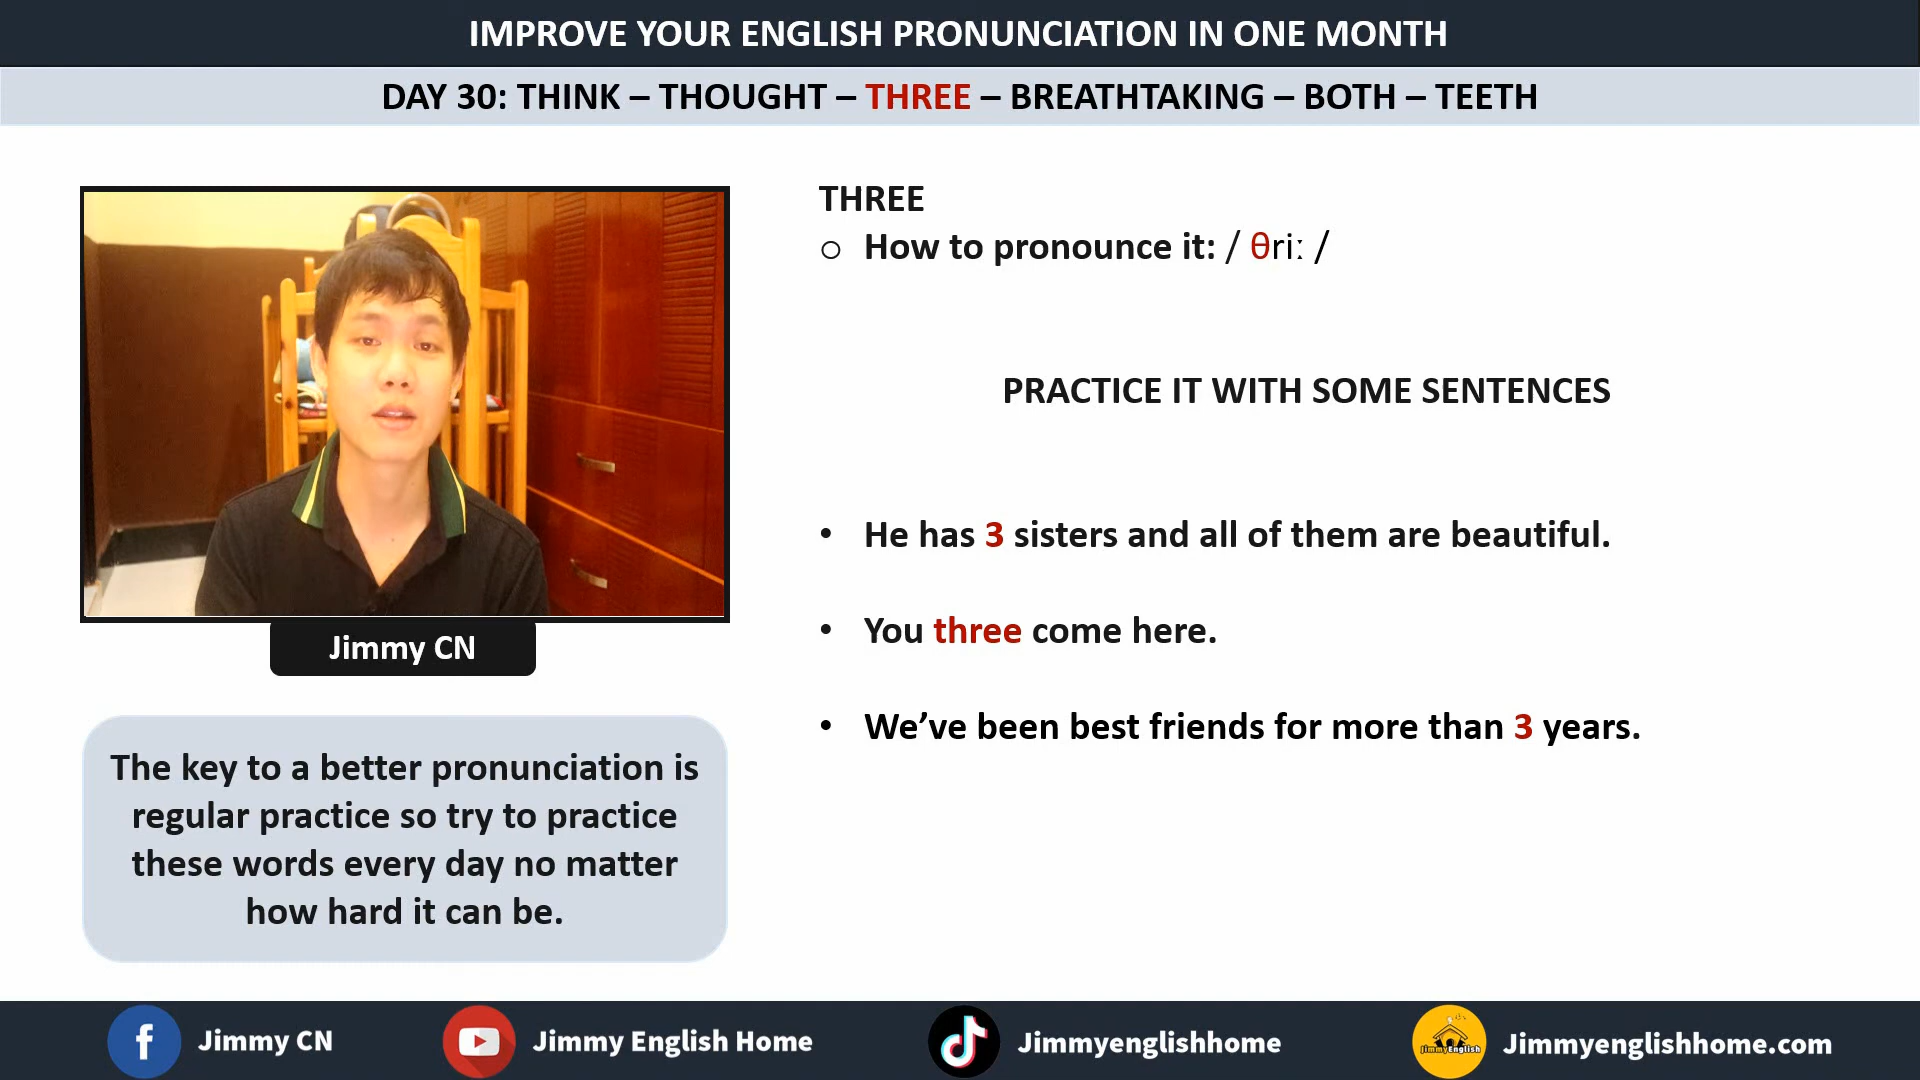 IMPROVE YOUR ENGLISH PRONUNCIATION IN ONE MONTH
DAY 30: THINK – THOUGHT – THREE – BREATHTAKING – BOTH – TEETH
THREE
o How to pronounce it: / θriː /
PRACTICE IT WITH SOME SENTENCES
• He has 3 sisters and all of them are beautiful.
• You three come here.
• We’ve been best friends for more than 3 years.
Jimmy CN
The key to a better pronunciation is
regular practice so try to practice
these words every day no matter
how hard it can be.
Jimmy CN
Jimmy English Home
Jimmyenglishhome
JimmyEnglish
Jimmyenglishhome.com